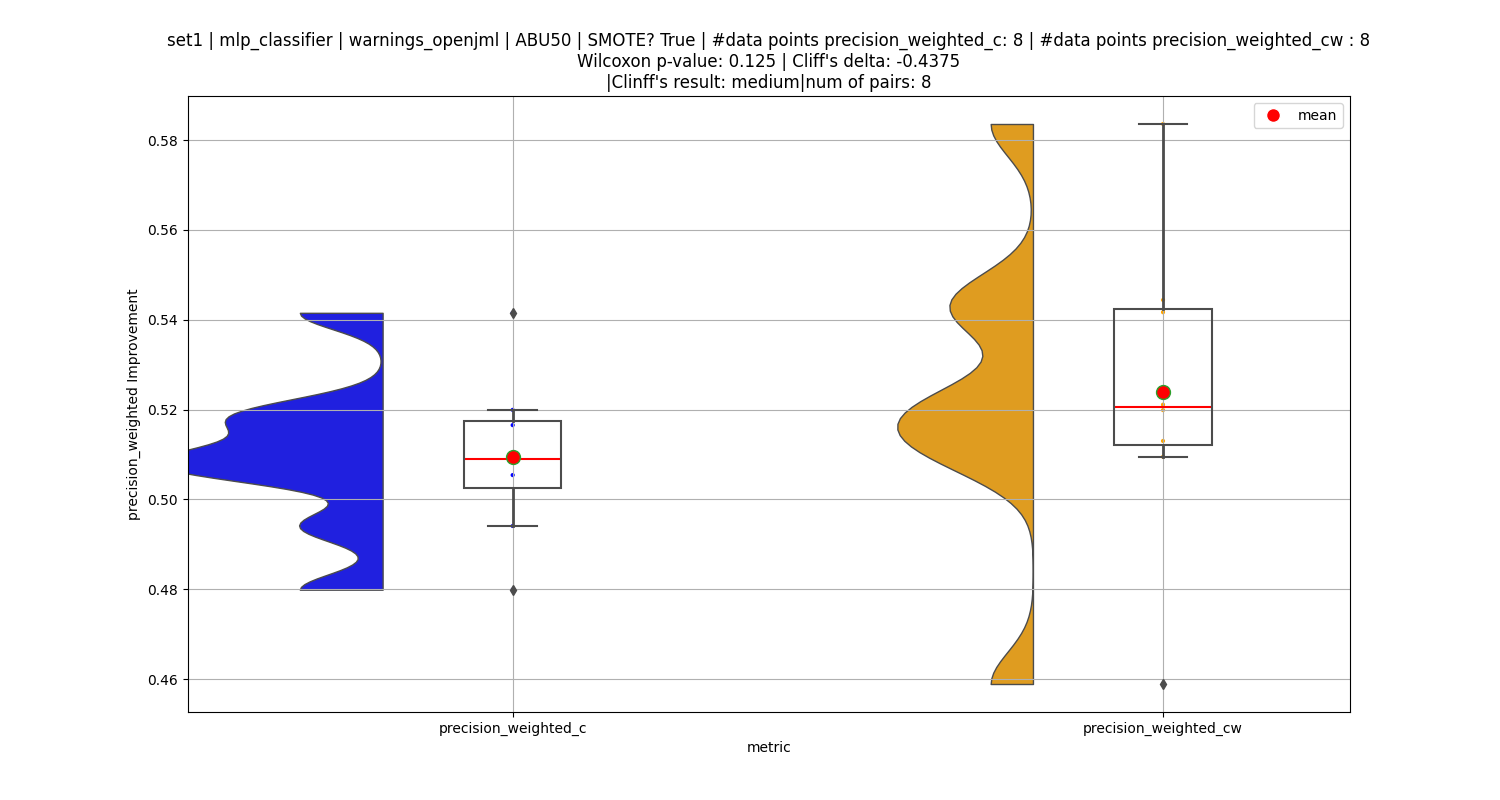 set1 | mlp_classifier | warnings_openjml | ABU50 | SMOTE? True | #data points precision_weighted_c: 8 | #data points precision_weighted_cw : 8
Wilcoxon p-value: 0.125 | Cliff's delta: -0.4375
|Clinff's result: medium|num of pairs: 8
mean
precision_weighted Improvement
0.58
0.56
0.54
0.52
0.50
0.48
0.46
precision_weighted_c
precision_weighted_cw
metric